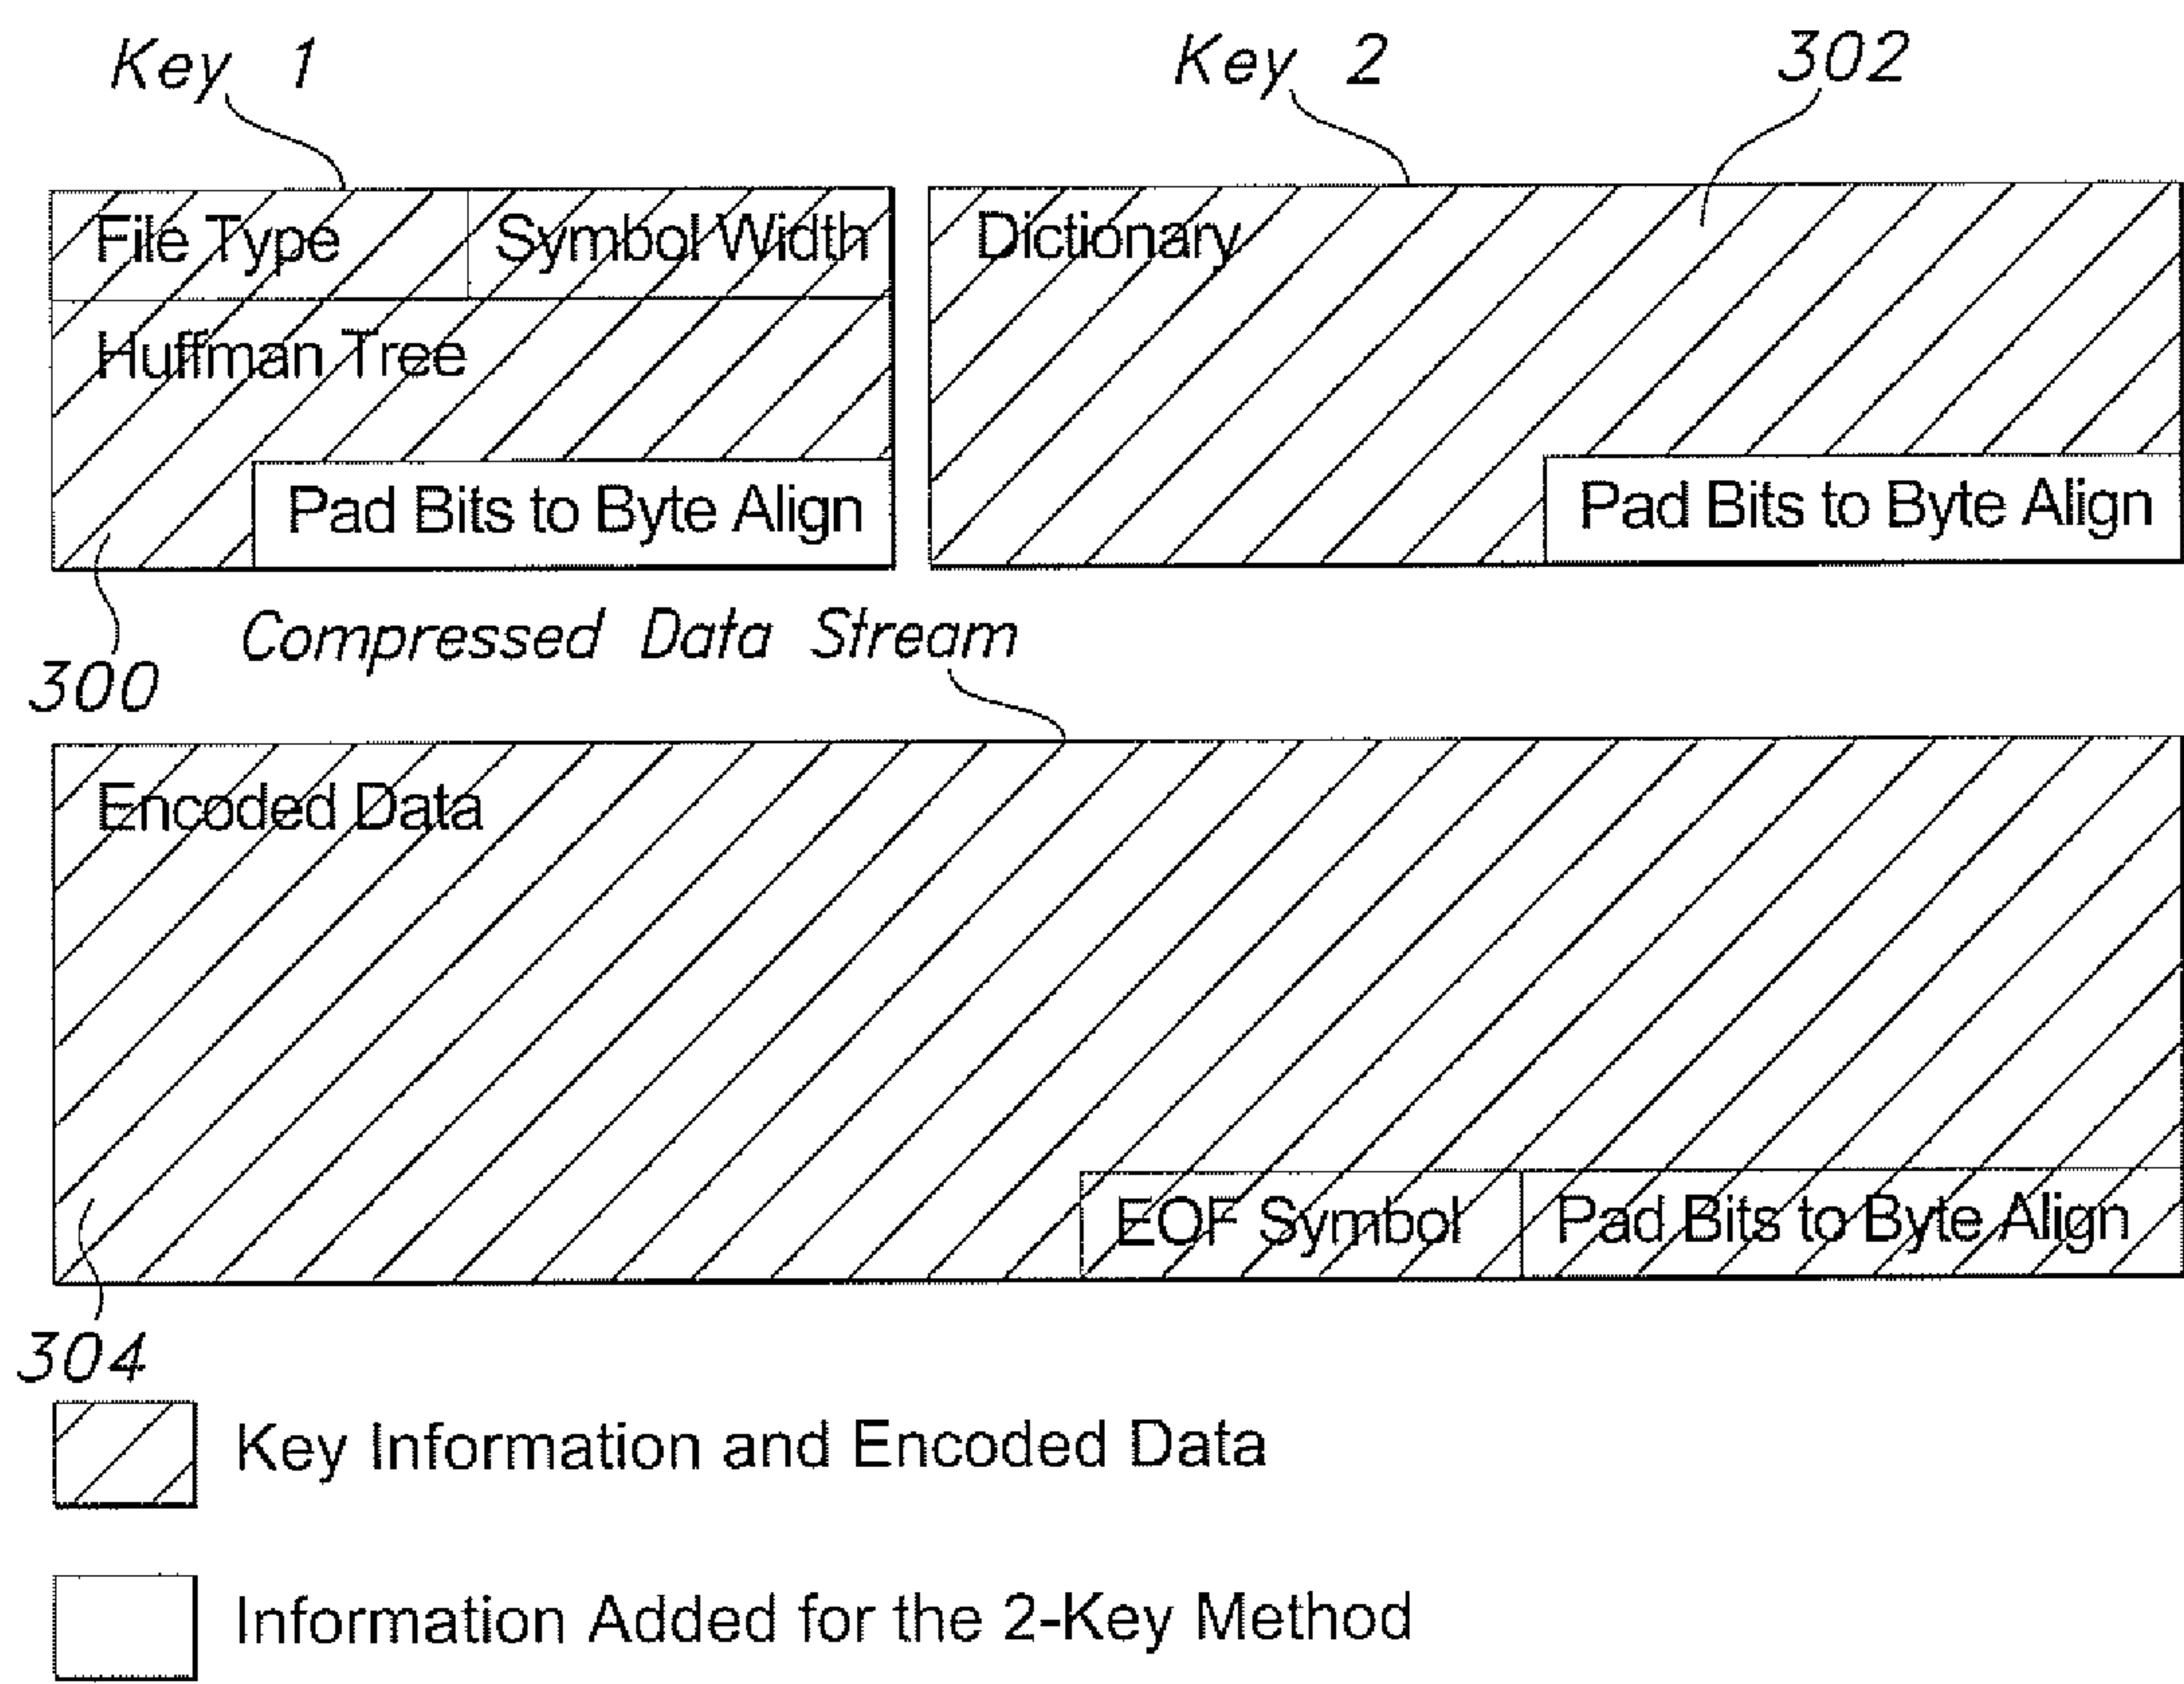 Key 1
Key 2
302
File Type
Symbol Width
Dictionary
Huffman Tree
Pad Bits to Byte Align
Pad Bits to Byte Align
300
Compressed Data Stream
Encoded Data
EOF Symbol
Pad Bits to Byte Align
304
Key Information and Encoded Data
Information Added for the 2-Key Method